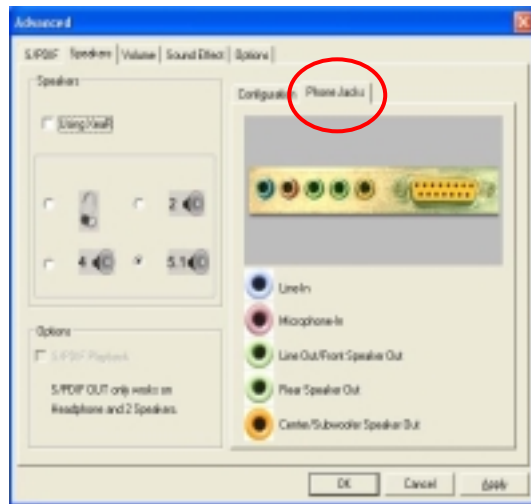 Advanced
S/PDIF Speakers Volume Sound Effect Options
Speakers
Using Xear
2
4
5.1
Options
S/PDIF Playback
S/PDIF OUT only works on
Headphone and 2 Speakers.
Configuration Phone Jacks
Line-In
Microphone-In
Line Out/Front Speaker Out
Rear Speaker Out
Center/Subwoofer Speaker Out
OK Cancel Apply